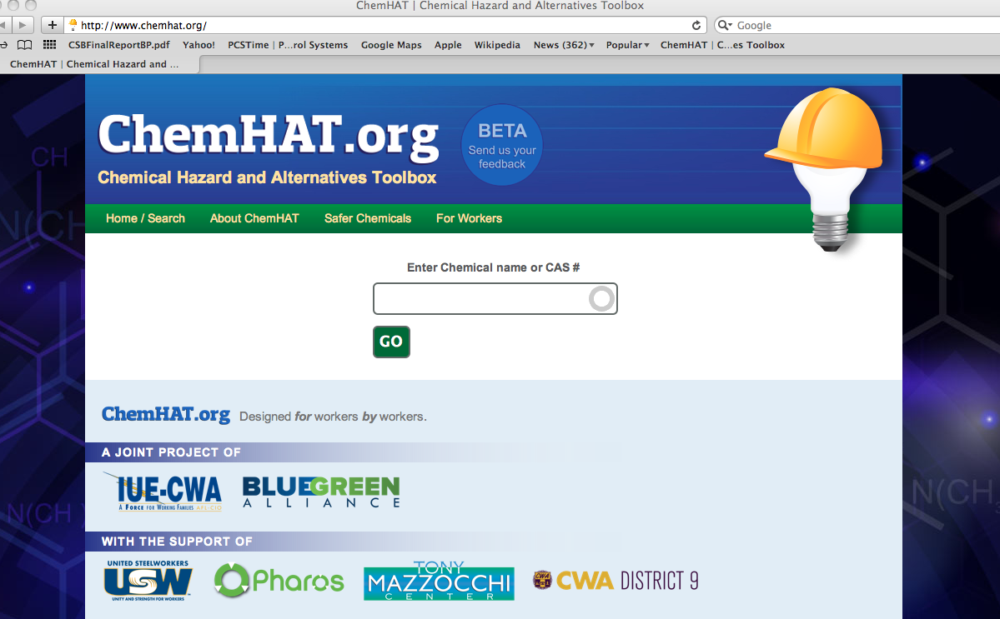 ChemHAT | Chemical Hazard and Alternatives Toolbox
http://www.chemhat.org/
Google
CSBFinalReportBP.pdf Yahoo! PCSTime | P...rol Systems Google Maps Apple Wikipedia News (362) Popular ChemHAT | C...es Toolbox
ChemHAT | Chemical Hazard and ...
ChemHAT.org
Chemical Hazard and Alternatives Toolbox
BETA
Send us your
feedback
Home / Search About ChemHAT Safer Chemicals For Workers
CH
N(CH
Enter Chemical name or CAS #
GO
ChemHAT.org Designed for workers by workers.
A JOINT PROJECT OF
IUE-CWA
A FORCE FOR WORKING FAMILIES AFL-CIO
BLUEGREEN
ALLIANCE
N(CH
N(CH
WITH THE SUPPORT OF
UNITED STEELWORKERS
USW
UNITY AND STRENGTH FOR WORKERS
Pharos
TONY
MAZZOCCHI
CENTER
CWA
CWA DISTRICT 9